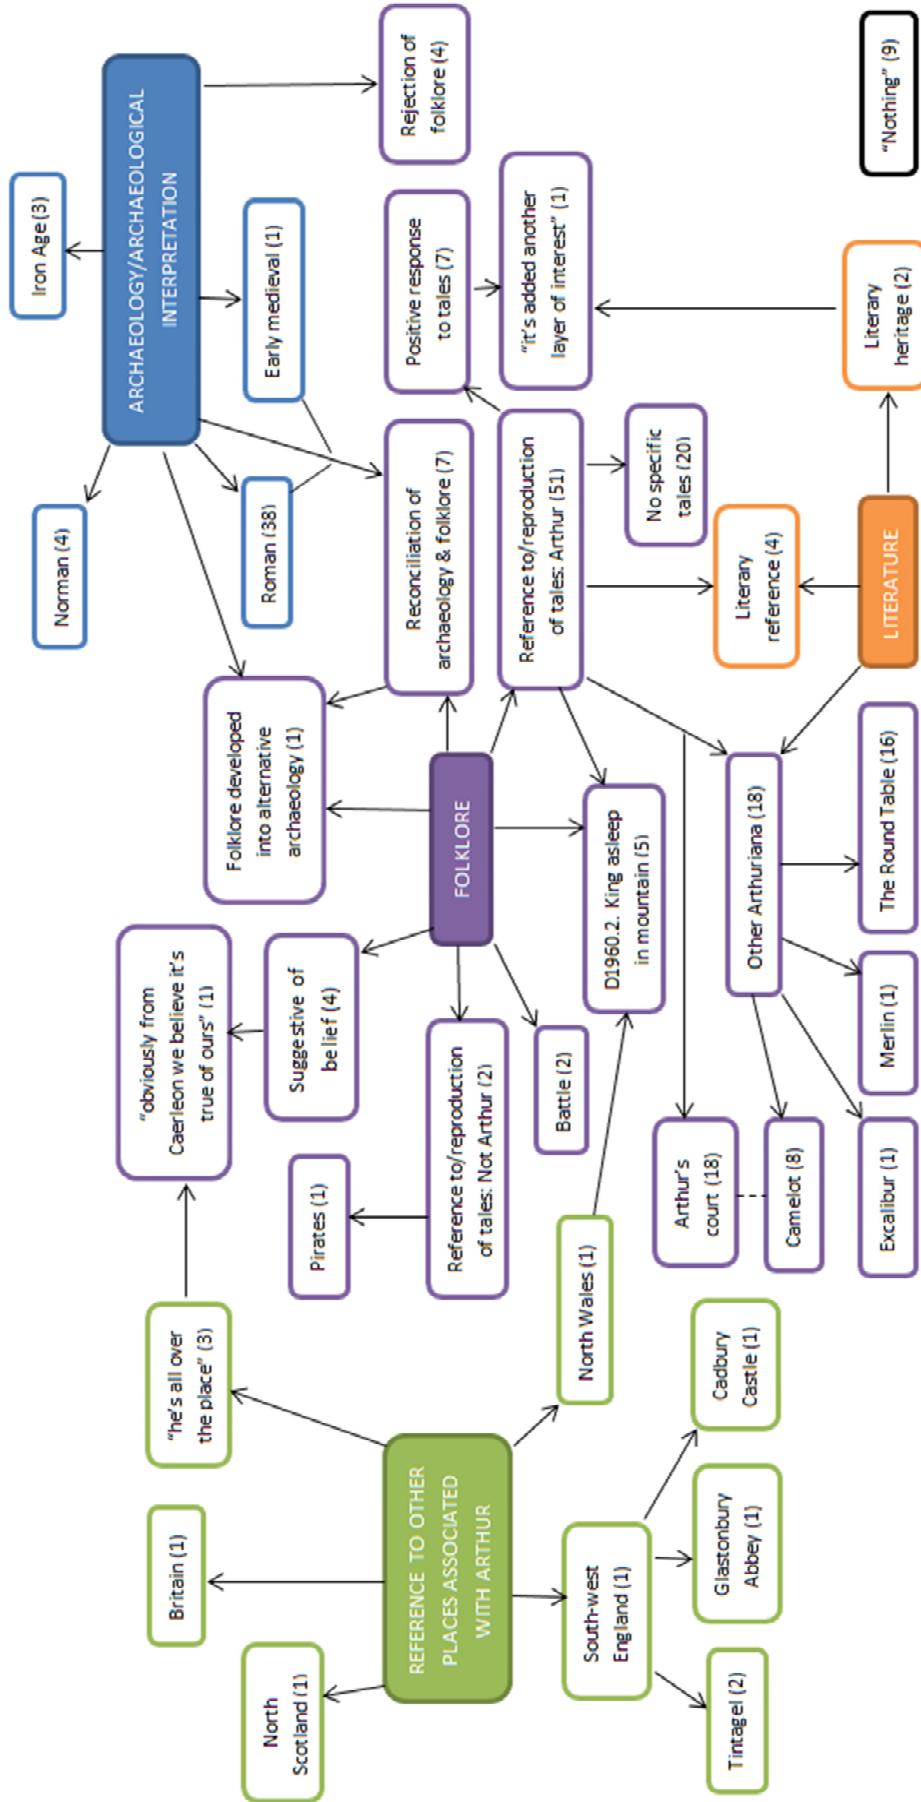 Iron Age (3)
Norman (4)
ARCHAEOLOGY/ARCHAEOLOGICAL
INTERPRETATION
Roman (38)
Early medieval (1)
Rejection of
folklore (4)
Folklore developed
into alternative
archaeology (1)
Reconciliation of
archaeology & folklore (7)
Positive response
to tales (7)
"it's added another
layer of interest" (1)
"obviously from
Caerleon we believe it's
true of ours" (1)
Suggestive of
belief (4)
FOLKLORE
Reference to/reproduction
of tales: Arthur (51)
No specific
tales (20)
Pirates (1)
Reference to/reproduction
of tales: Not Arthur (2)
Battle (2)
D1960.2. King asleep
in mountain (5)
Literary
reference (4)
Literary
heritage (2)
"Nothing" (9)
LITERATURE
Other Arthuriana (18)
The Round Table (16)
Merlin (1)
Excalibur (1)
Arthur's
court (18)
Camelot (8)
"he's all over
the place" (3)
Britain (1)
North
Scotland (1)
REFERENCE TO OTHER
PLACES ASSOCIATED
WITH ARTHUR
North Wales (1)
South-west
England (1)
Cadbury
Castle (1)
Glastonbury
Abbey (1)
Tintagel (2)